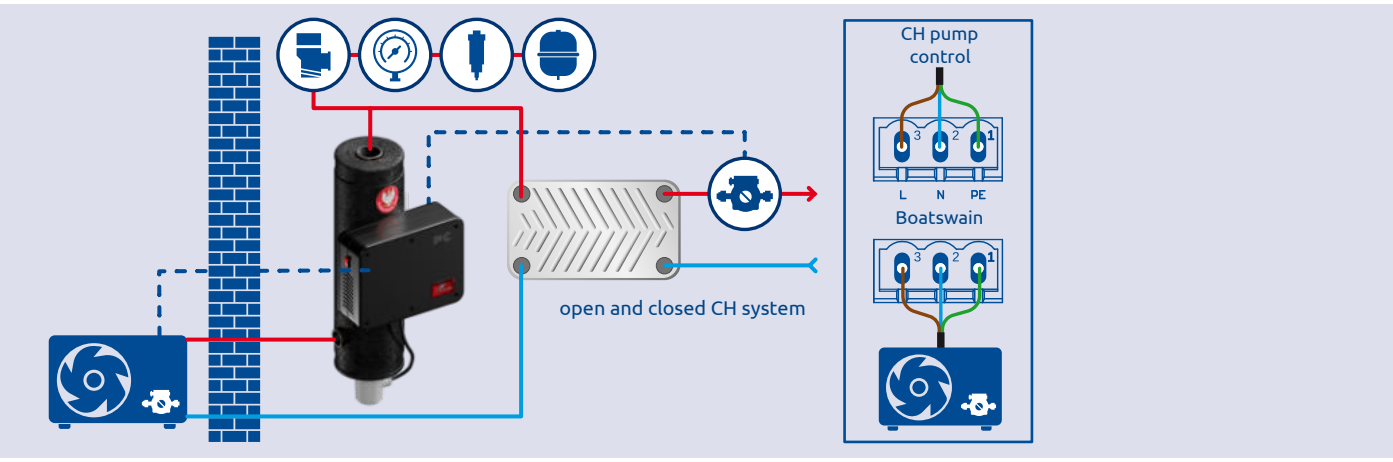 CH pump
control
3 2 1
L N PE
Boatswain
3 2 1
open and closed CH system